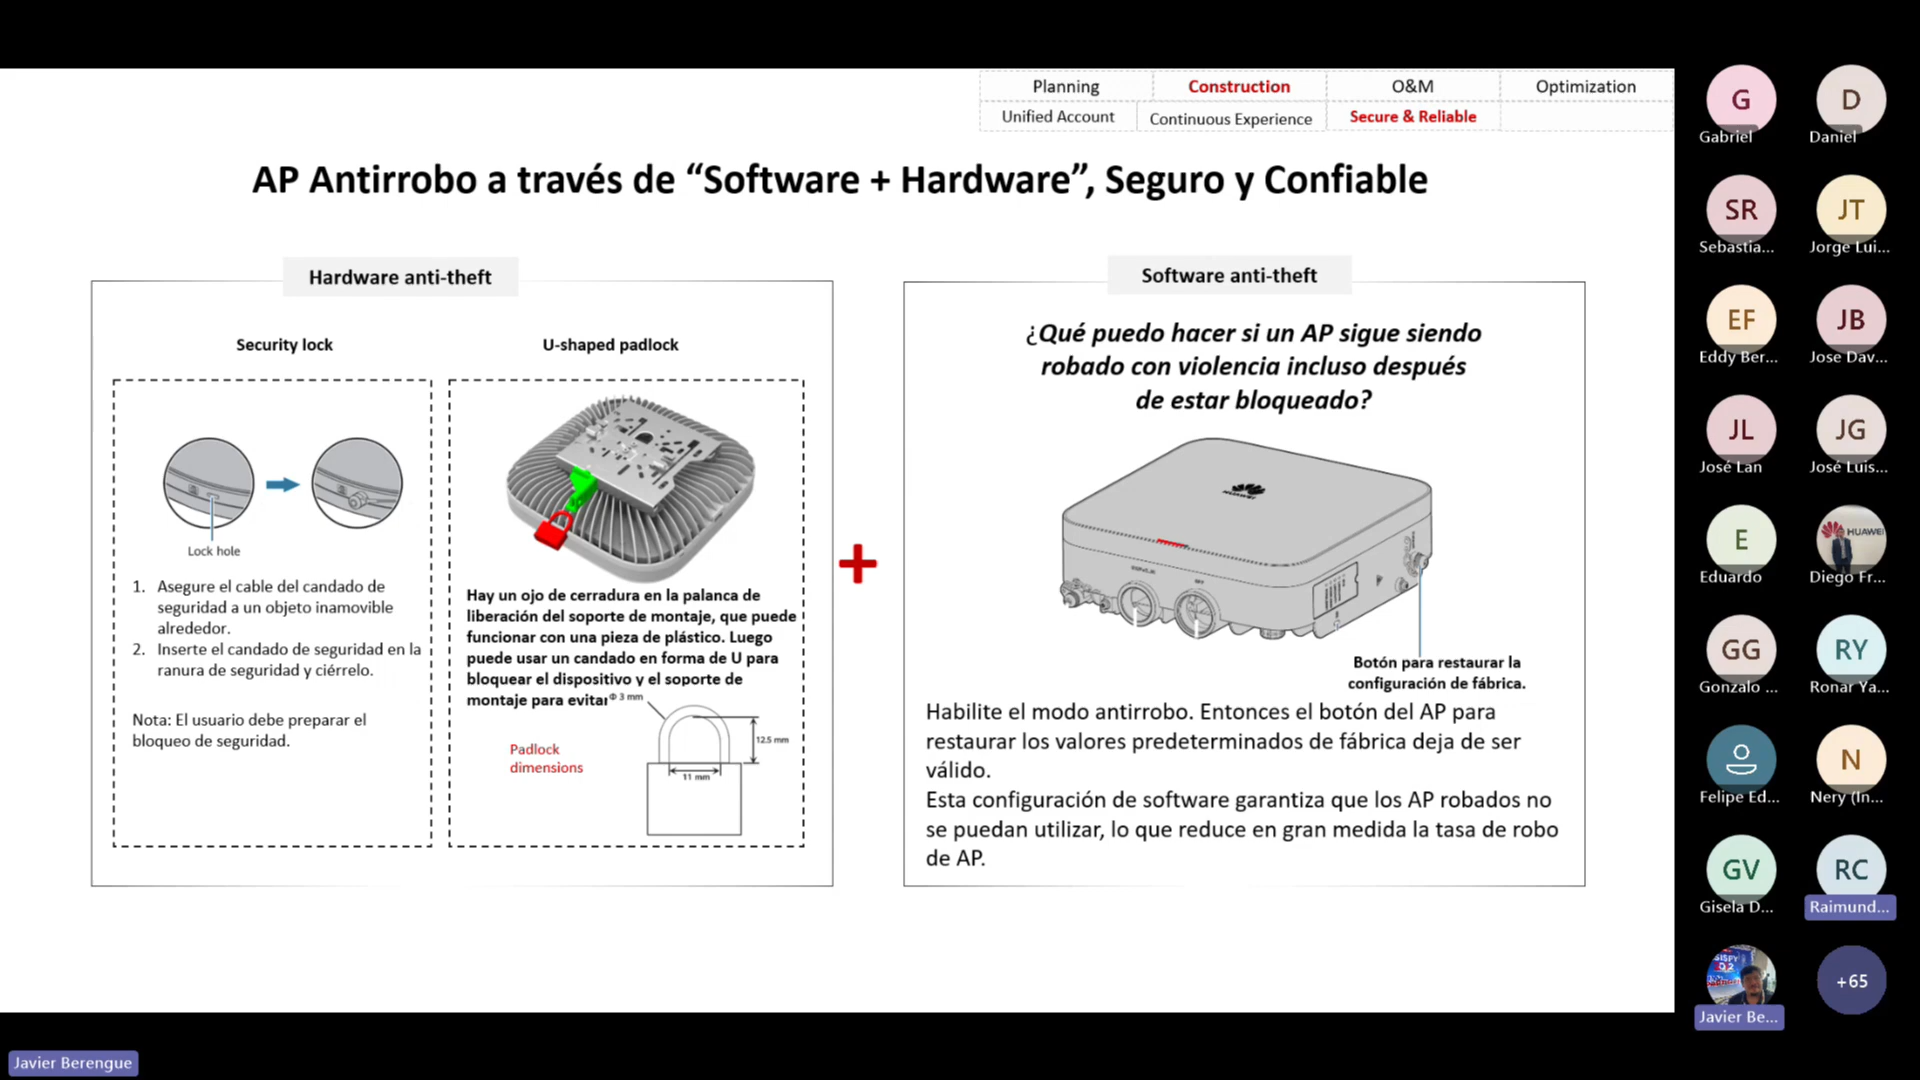 Planning
Construction
O&M
Optimization
Unified Account
Continuous Experience
Secure & Reliable
AP Antirrobo a través de “Software + Hardware”, Seguro y Confiable
Hardware anti-theft
Security lock
Lock hole
1. Asegure el cable del candado de
seguridad a un objeto inamovible
alrededor.
2. Inserte el candado de seguridad en la
ranura de seguridad y ciérrelo.
Nota: El usuario debe preparar el
bloqueo de seguridad.
U-shaped padlock
Hay un ojo de cerradura en la palanca de
liberación del soporte de montaje, que puede
funcionar con una pieza de plástico. Luego
puede usar un candado en forma de U para
bloquear el dispositivo y el soporte de
montaje para evitar
Φ 3 mm
12.5 mm
11 mm
Padlock
dimensions
+
Software anti-theft
¿Qué puedo hacer si un AP sigue siendo
robado con violencia incluso después
de estar bloqueado?
HUAWEI
Botón para restaurar la
configuración de fábrica.
Habilite el modo antirrobo. Entonces el botón del AP para
restaurar los valores predeterminados de fábrica deja de ser
válido.
Esta configuración de software garantiza que los AP robados no
se puedan utilizar, lo que reduce en gran medida la tasa de robo
de AP.
G
Gabriel
D
Daniel
SR
Sebastia...
JT
Jorge Lui...
EF
Eddy Ber...
JB
Jose Dav...
JL
José Lan
JG
José Luis...
E
Eduardo
HUAWEI
Diego Fr...
GG
Gonzalo ...
RY
Ronar Ya...
Felipe Ed...
N
Nery (In...
GV
Gisela D...
RC
Raimund...
Javier Be...
+65
Javier Berengue